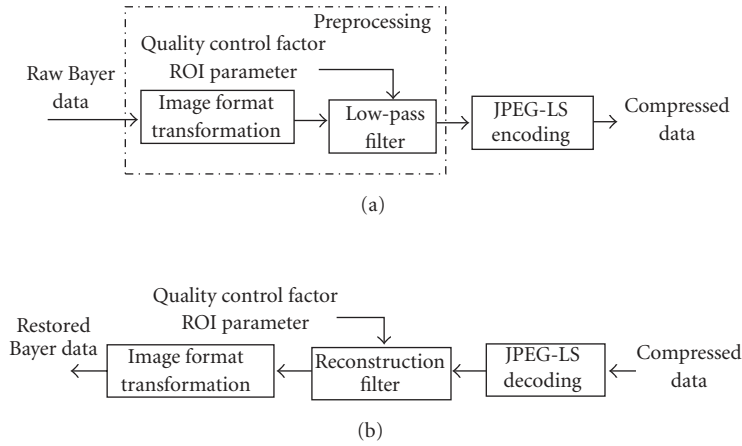 Preprocessing
Quality control factor
ROI parameter
Raw Bayer
data
Image format
transformation
Low-pass
filter
JPEG-LS
encoding
Compressed
data
(a)
Quality control factor
ROI parameter
Restored
Bayer data
Image format
transformation
Reconstruction
filter
JPEG-LS
decoding
Compressed
data
(b)